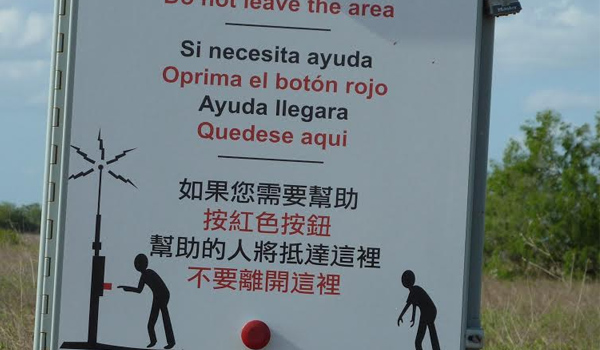 Do not leave the area
Si necesita ayuda
Oprima el botón rojo
Ayuda llegara
Quedese aqui
如果您需要幫助
按紅色按鈕
幫助的人將抵達這裡
不要離開這裡